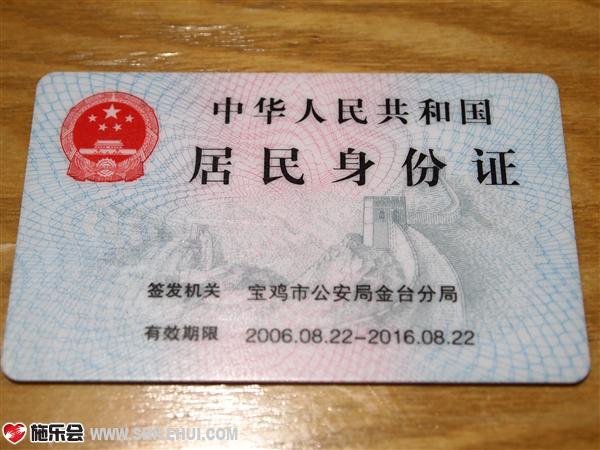 中华人民共和国
居民身份证
签发机关 宝鸡市公安局金台分局
有效期限 2006.08.22-2016.08.22
施乐会 WWW.SHILEHUI.COM